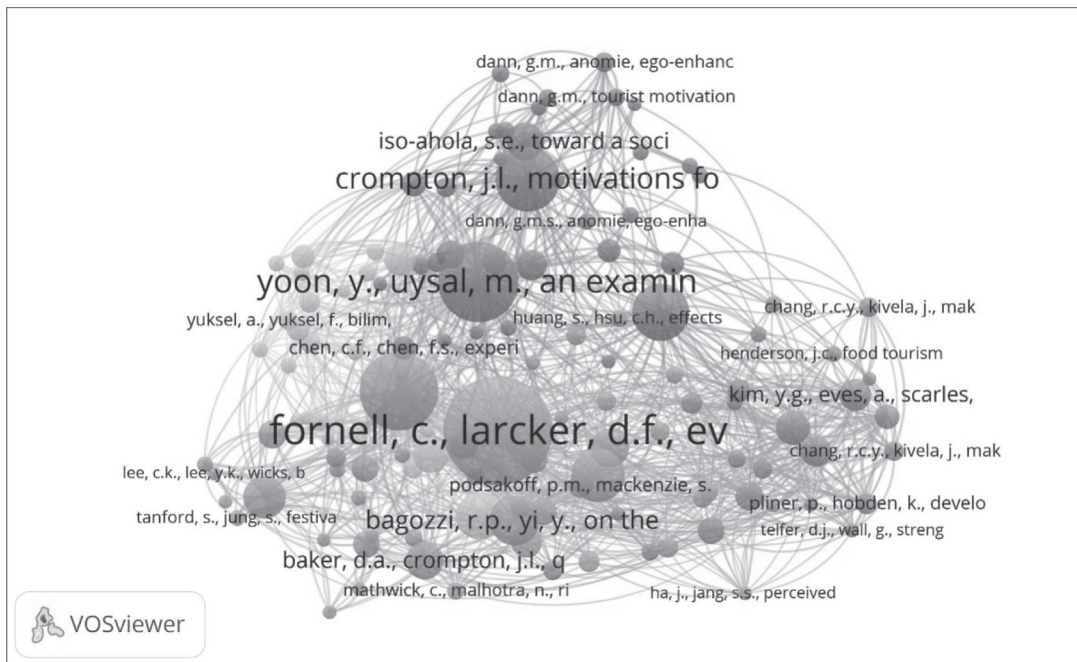 dann, g.m., anomie, ego-enhanc
dann, g.m., tourist motivation
iso-ahola, s.e., toward a soci
crompton, j.l., motivations fo
dann, g.m.s., anomie, ego-enha
yoon, y., uysal, m., an examin
chang, r.c.y., kivela, j., mak
yuksel, a., yuksel, f., bilim,
huang, s., hsu, c.h., effects
chen, c.f., chen, f.s., experi
henderson, j.c., food tourism
kim, y.g., eves, a., scarles,
fornell, c., larcker, d.f., ev
chang, r.c.y., kivela, j., mak
lee, c.k., lee, y.k., wicks, b
podsakoff, p.m., mackenzie, s.
pliner, p., hobden, k., develo
tanford, s., jung, s., festiva
bagozzi, r.p., yi, y., on the
telfer, d.j., wall, g., streng
baker, d.a., crompton, j.l., q
mathwick, c., malhotra, n., ri
ha, j., jang, s.s., perceived
VOSviewer